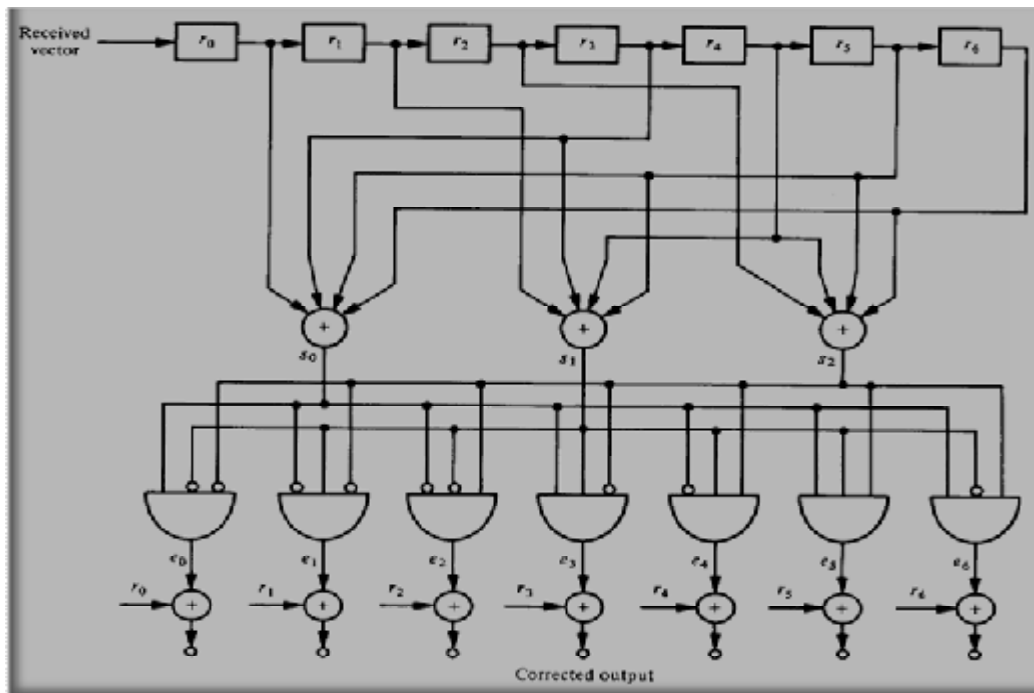 Received
vector
r0 r1 r2 r3 r4 r5 r6
+ + +
s0 s1 s2
e0 e1 e2 e3 e4 e5 e6
r0 + r1 + r2 + r3 + r4 + r5 + r6 +
Corrected output